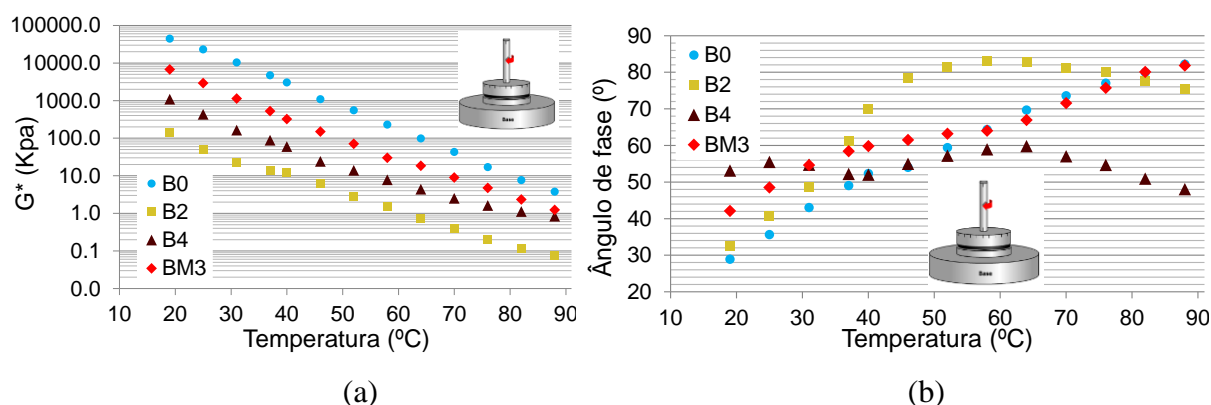 100000.0
10000.0
1000.0
100.0
10.0
1.0
0.1
0.0
G* (Kpa)
B0
B2
B4
BM3
Base
10 20 30 40 50 60 70 80 90
Temperatura (ºC)
(a)
90
80
70
60
50
40
30
20
Ângulo de fase (º)
B0
B2
B4
BM3
Base
10 20 30 40 50 60 70 80 90
Temperatura (ºC)
(b)